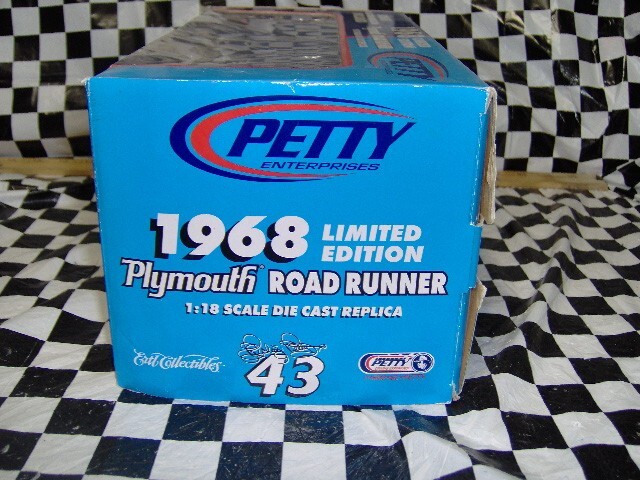 PETTY
ENTERPRISES
1968 LIMITED EDITION
Plymouth ROAD RUNNER
1:18 SCALE DIE CAST REPLICA
Ertl Collectibles
43
PETTY